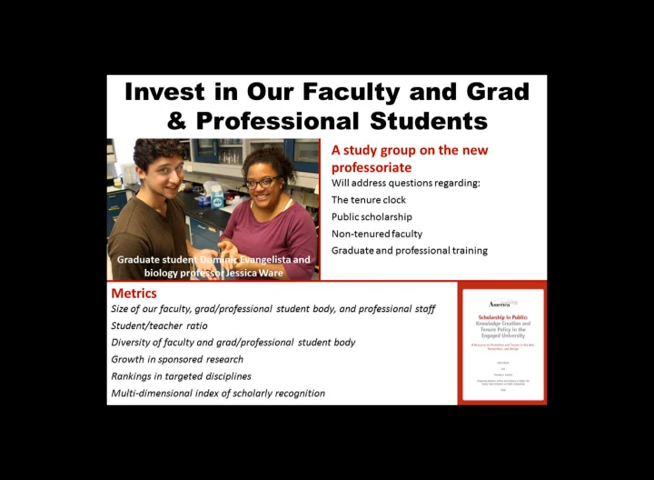 Invest in Our Faculty and Grad
& Professional Students
A study group on the new
professoriate
Will address questions regarding:
The tenure clock
Public scholarship
Non-tenured faculty
Graduate and professional training
Graduate student Dominic Evangelista and
biology professor Jessica Ware
Metrics
Size of our faculty, grad/professional student body, and professional staff
Student/teacher ratio
Diversity of faculty and grad/professional student body
Growth in sponsored research
Rankings in targeted disciplines
Multi-dimensional index of scholarly recognition
America
Scholarship in Public:
Knowledge Creation and
Tenure Policy in the
Engaged University